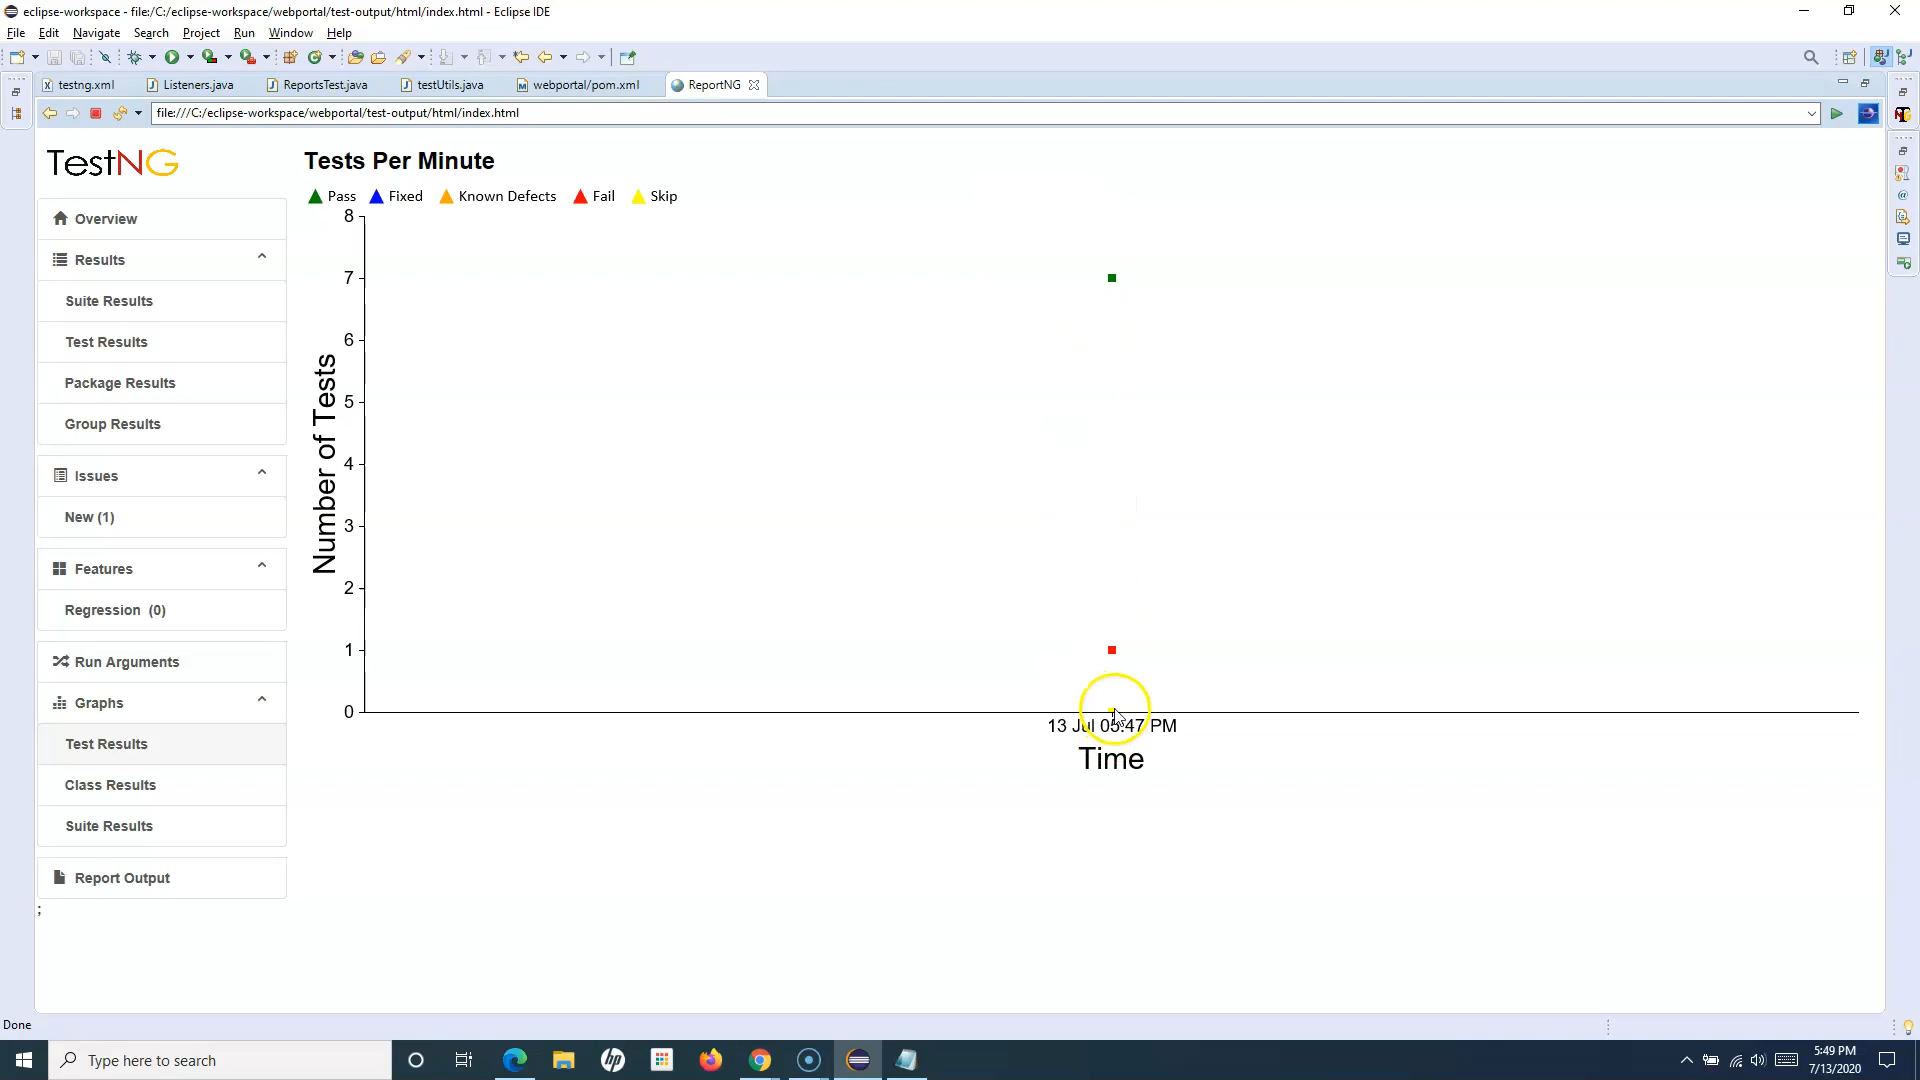 eclipse-workspace - file:/C:/eclipse-workspace/webportal/test-output/html/index.html - Eclipse IDE
File Edit Navigate Search Project Run Window Help
testng.xml Listeners.java ReportsTest.java testUtils.java webportal/pom.xml ReportNG
file:///C:/eclipse-workspace/webportal/test-output/html/index.html
TestNG
Overview
Results
Suite Results
Test Results
Package Results
Group Results
Issues
New (1)
Features
Regression (0)
Run Arguments
Graphs
Test Results
Class Results
Suite Results
Report Output
;
Tests Per Minute
Pass Fixed Known Defects Fail Skip
8
7
6
5
4
3
2
1
0
Number of Tests
13 Jul 05:47 PM
Time
Done
Type here to search
hp
5:49 PM
7/13/2020